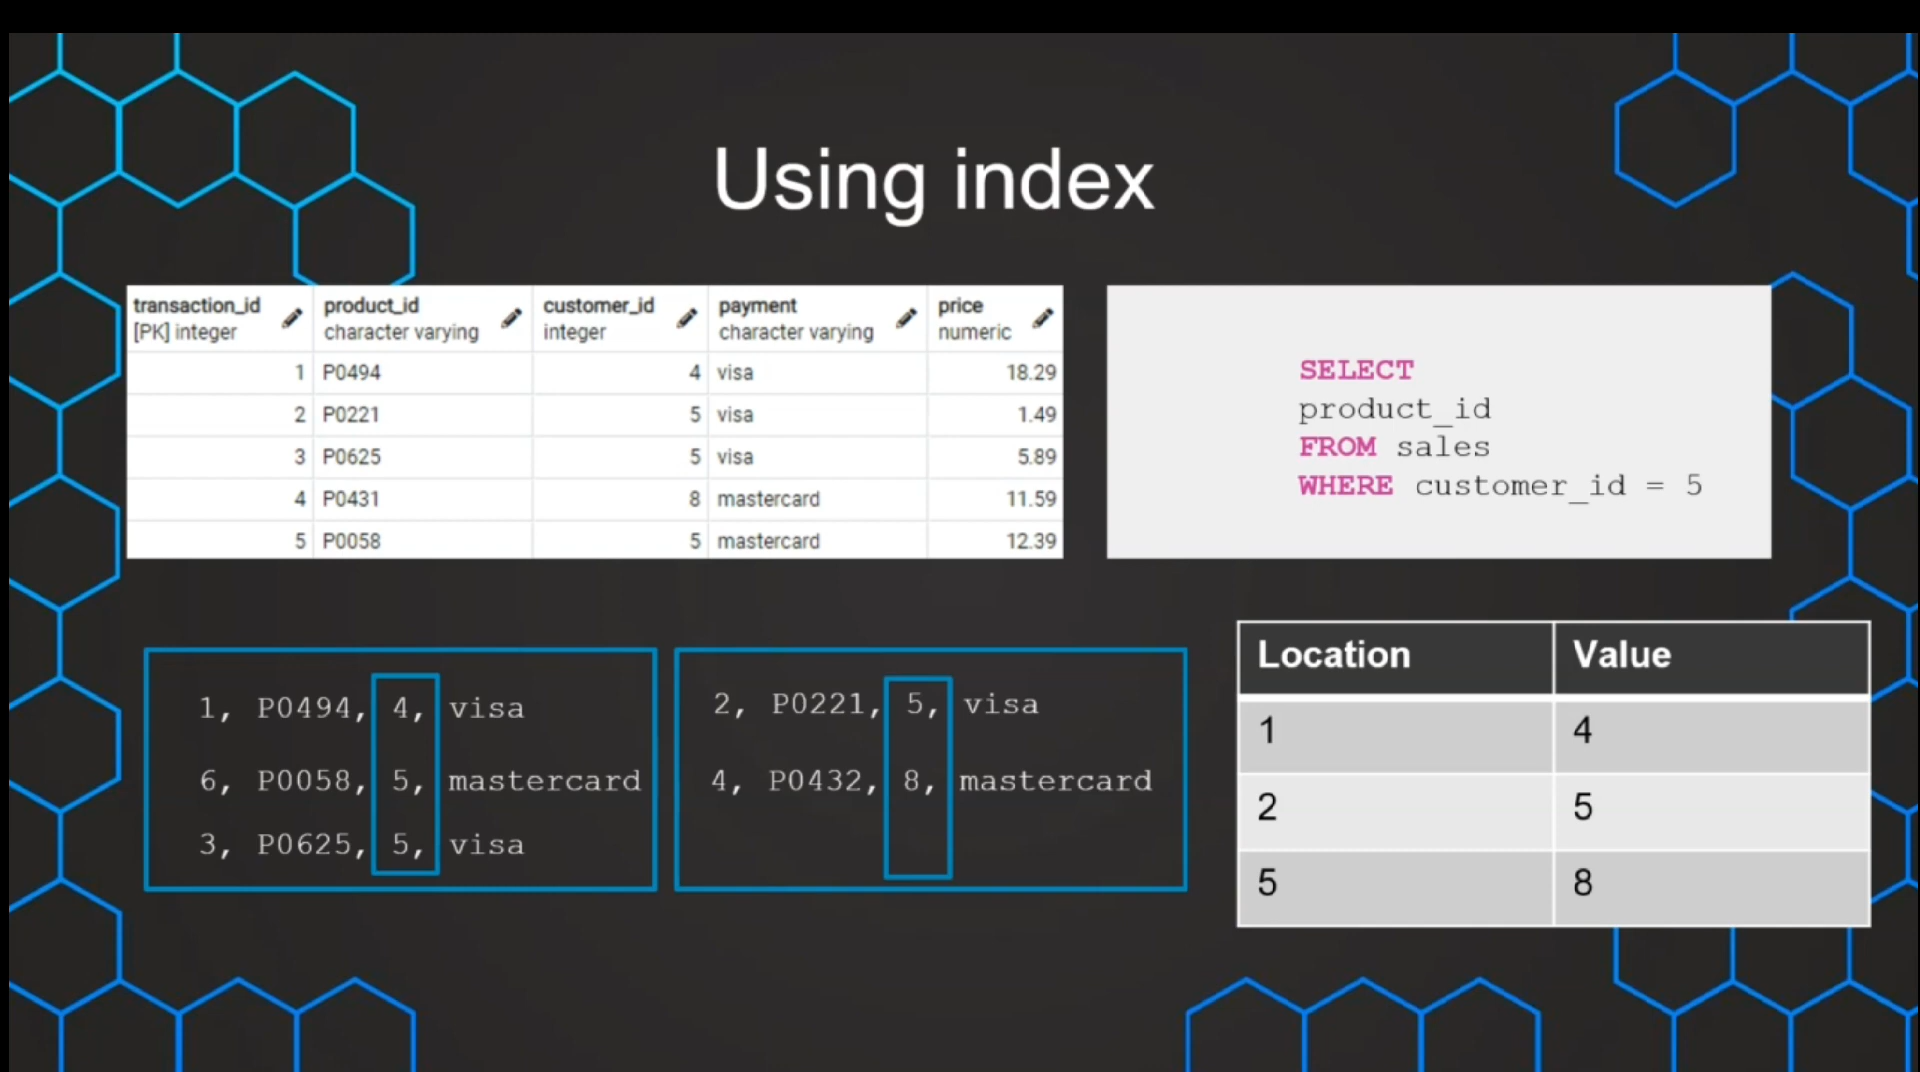 Using index
transaction_id product_id customer_id payment price
[PK] integer character varying integer character varying numeric
1 P0494 4 visa 18.29
2 P0221 5 visa 1.49
3 P0625 5 visa 5.89
4 P0431 8 mastercard 11.59
5 P0058 5 mastercard 12.39
SELECT
product_id
FROM sales
WHERE customer_id = 5
1, P0494, 4, visa
6, P0058, 5, mastercard
3, P0625, 5, visa
2, P0221, 5, visa
4, P0432, 8, mastercard
Location Value
1 4
2 5
5 8